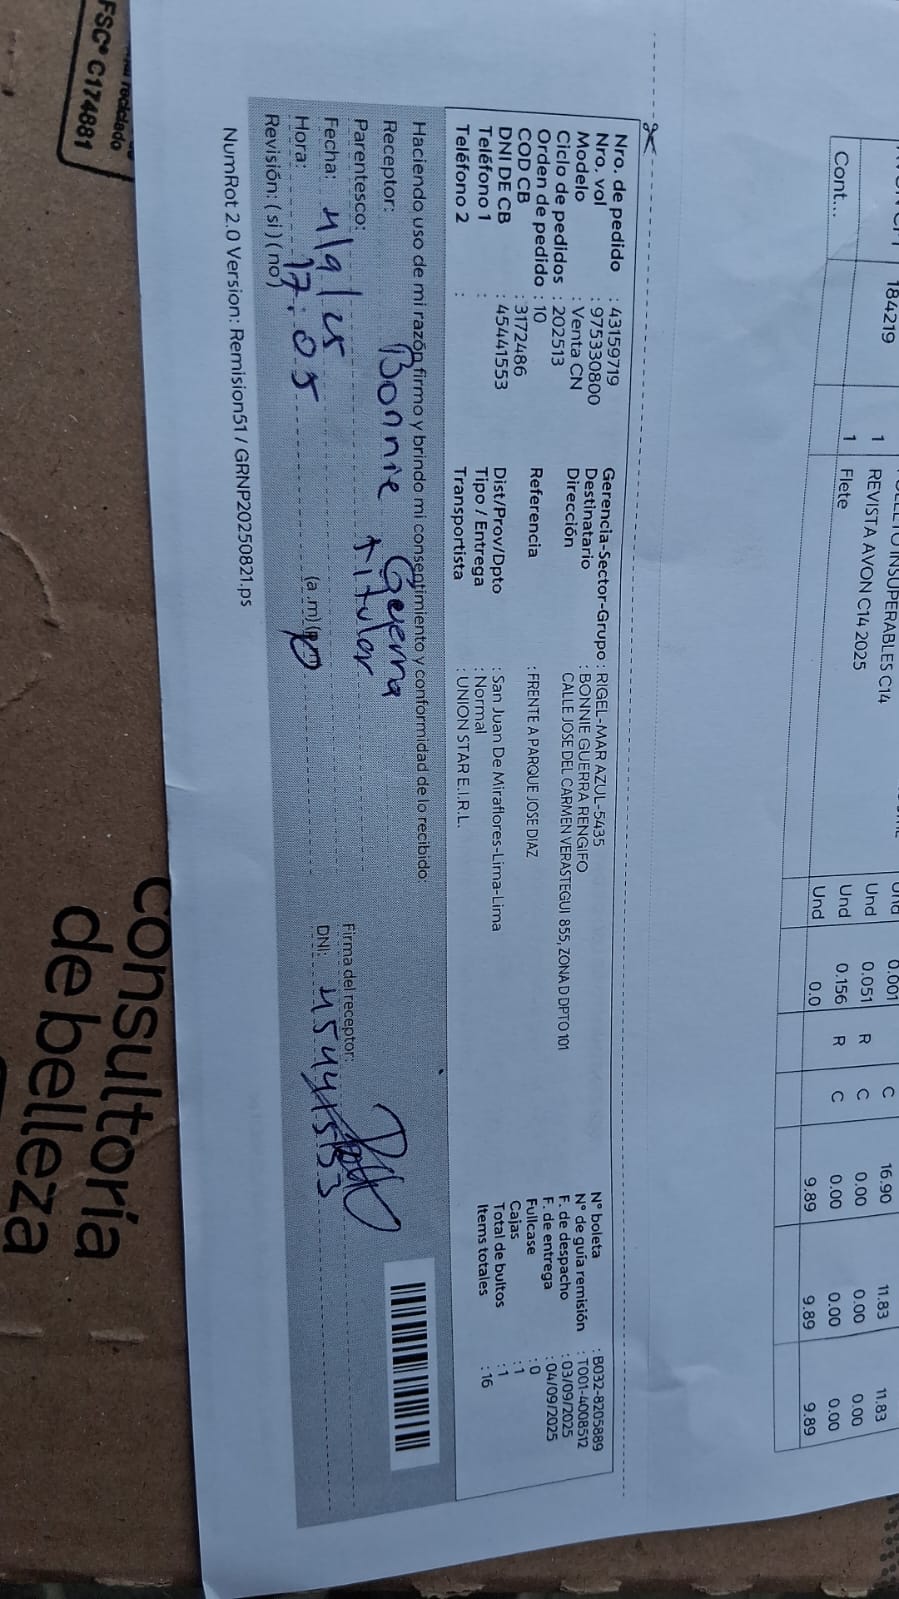 184219 1 REVISTA AVON C14 2025 Und 0.051 R C 0.00 0.00 0.00
Cont... 1 Flete Und 0.156 R C 0.00 0.00 0.00
Und 0.0 9.89 9.89 9.89
Nro. de pedido : 43159719
Nro. vol : 975330800
Modelo : Venta CN
Ciclo de pedidos : 202513
Orden de pedido : 10
COD CB : 3172486
DNI DE CB : 45441553
Teléfono 1 :
Teléfono 2 :
Gerencia-Sector-Grupo : RIGEL-MAR AZUL-5435
Destinatario : BONNIE GUERRA RENGIFO
Dirección CALLE JOSE DEL CARMEN VERASTEGUI 855, ZONA D DPTO 101
Referencia : FRENTE A PARQUE JOSE DIAZ
Dist/Prov/Dpto : San Juan De Miraflores-Lima-Lima
Tipo / Entrega : Normal
Transportista : UNION STAR E.I.R.L.
N° boleta : B032-8205889
N° de guía remisión : T001-4008512
F. de despacho : 03/09/2025
F. de entrega : 04/09/2025
Fullcase : 0
Cajas : 1
Total de bultos : 1
Items totales : 16
Haciendo uso de mi razón firmo y brindo mi consentimiento y conformidad de lo recibido:
Receptor: Bonnie Guerra
Parentesco: titular
Fecha: 4/9/25
Hora: 17:05 (a.m)
Revisión: ( si ) ( no )
Firma del receptor:
DNI: 45441553
NumRot 2.0 Version: Remision51 / GRNP20250821.ps
reciclado
FSC® C174881
consultoría
de belleza